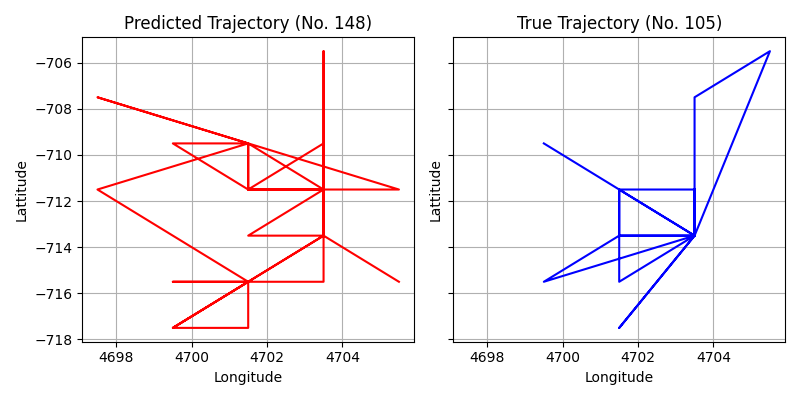 Predicted Trajectory (No. 148)
Lattitude
−706
−708
−710
−712
−714
−716
−718
4698 4700 4702 4704
Longitude
True Trajectory (No. 105)
Lattitude
4698 4700 4702 4704
Longitude